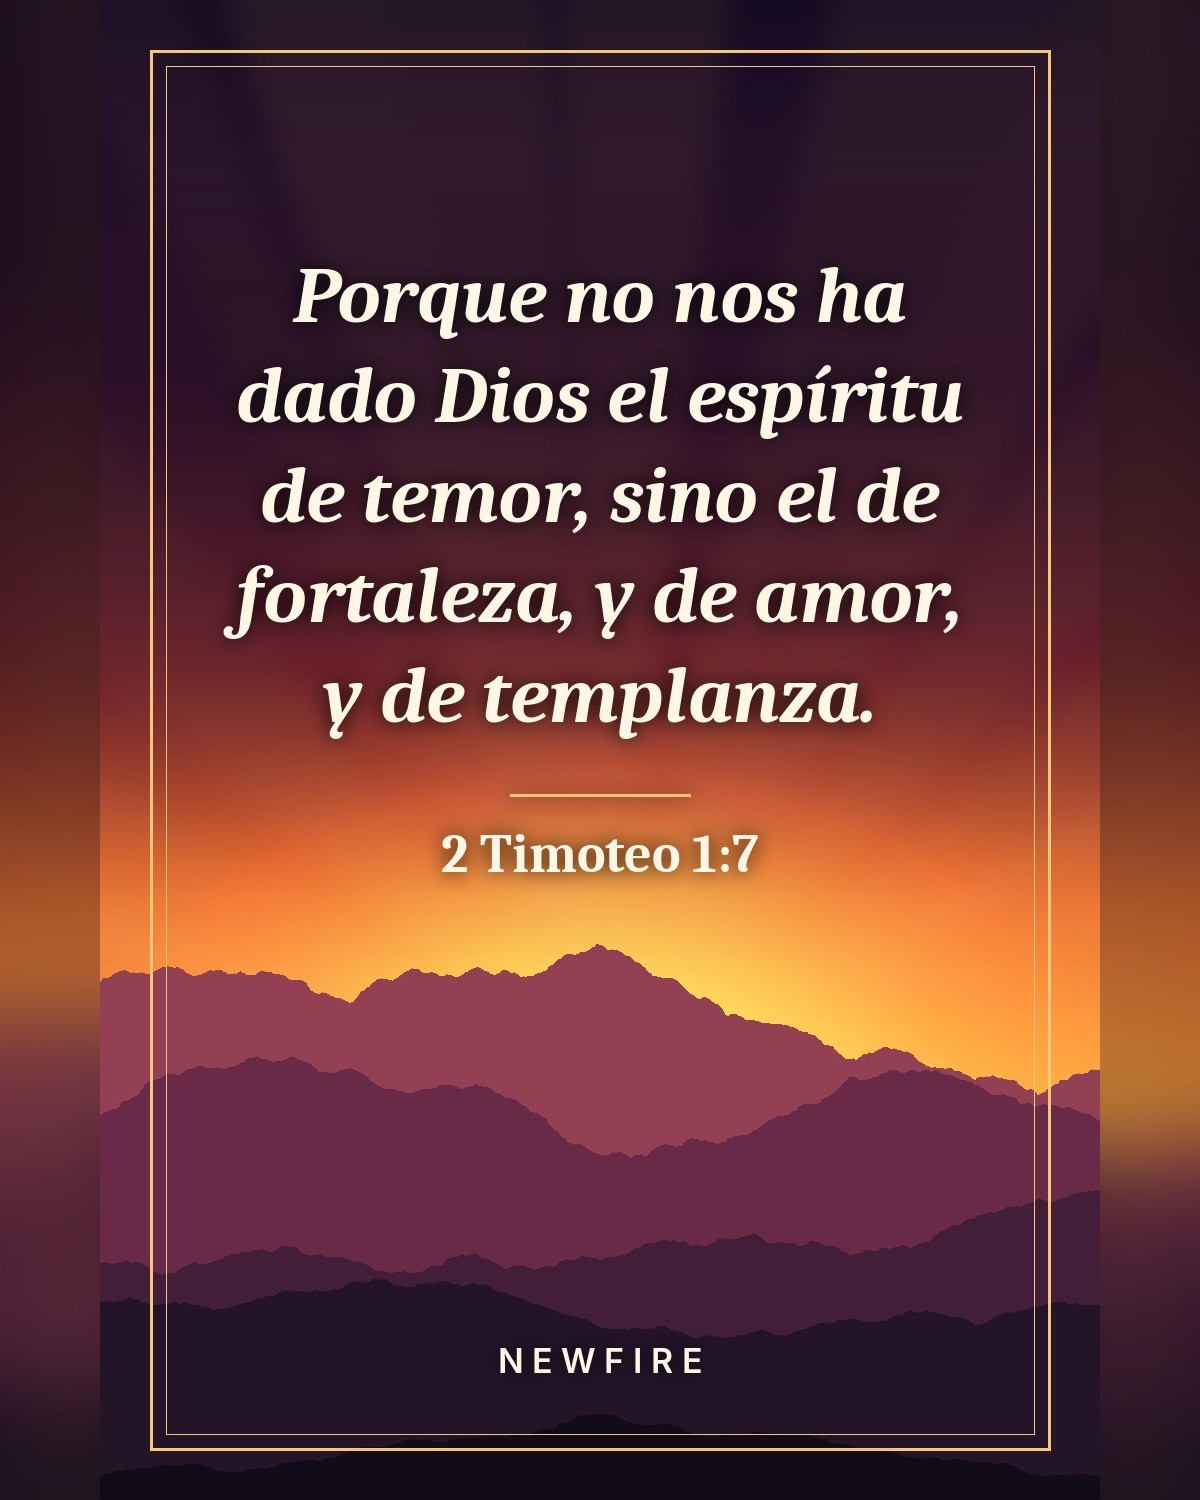 Porque no nos ha
dado Dios el espíritu
de temor, sino el de
fortaleza, y de amor,
y de templanza.
2 Timoteo 1:7
NEWFIRE